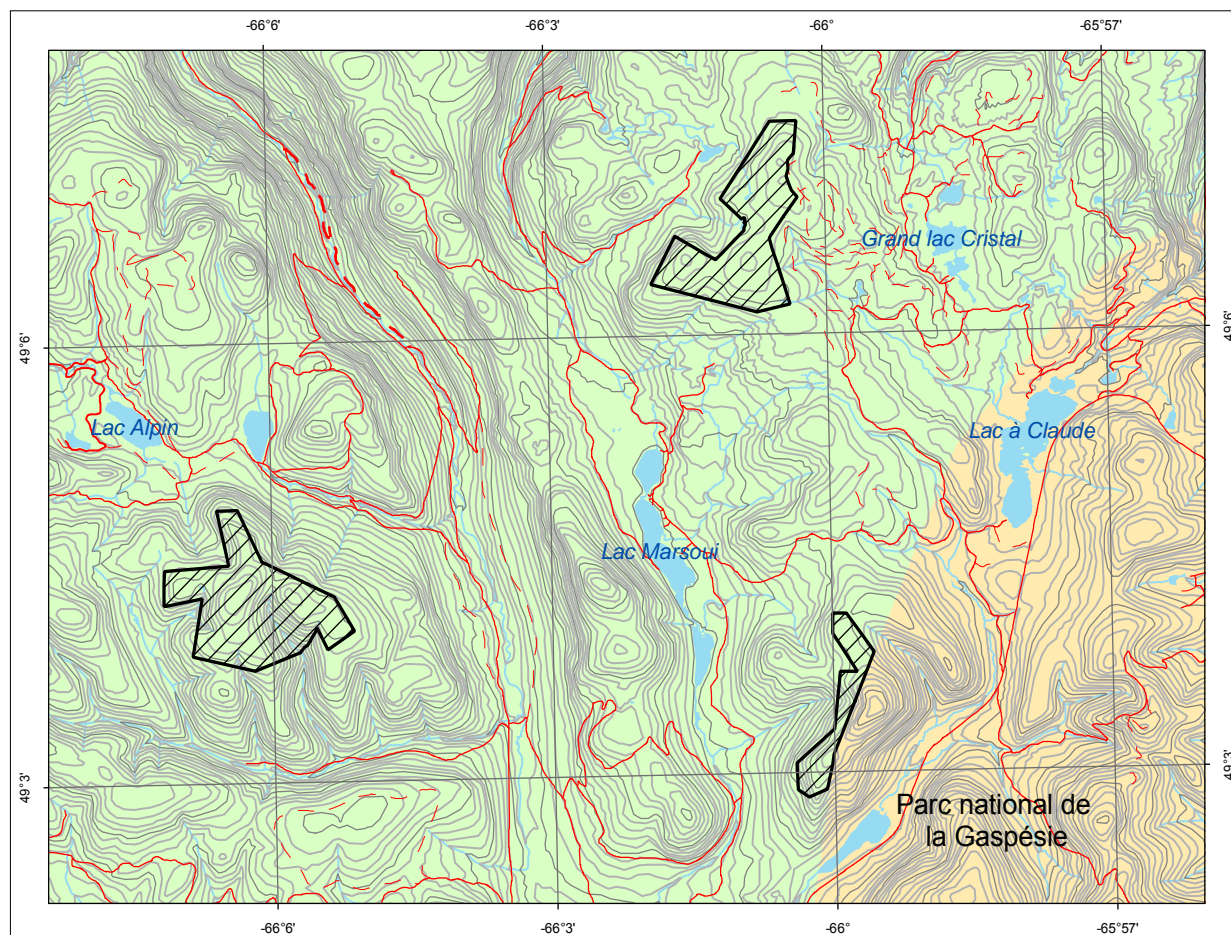 -66°6'
-66°3'
-66°
-65°57'
Grand lac Cristal
49°6'
49°6'
Lac Alpin
Lac à Claude
Lac Marsoui
49°3'
49°3'
Parc national de
la Gaspésie
-66°6'
-66°3'
-66°
-65°57'